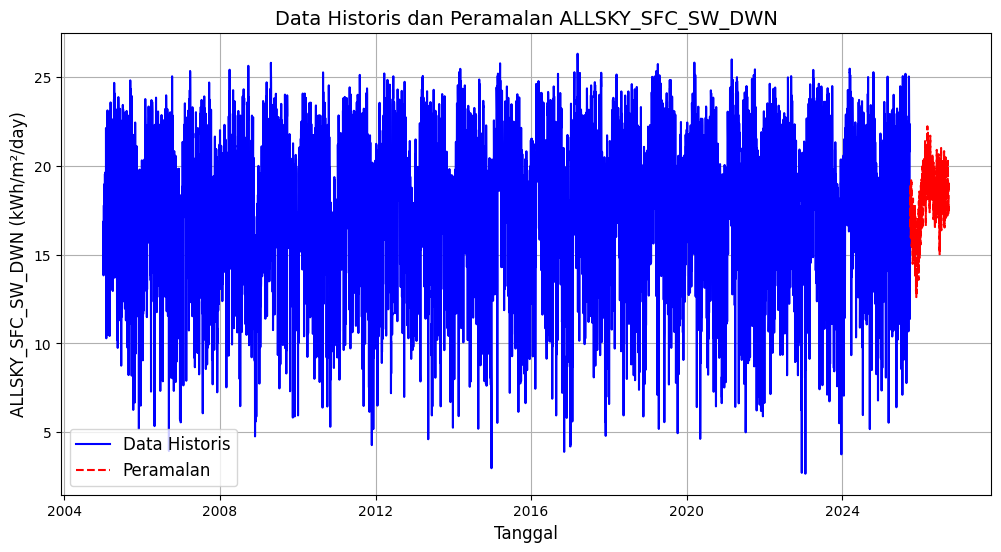 Data Historis dan Peramalan ALLSKY_SFC_SW_DWN
ALLSKY_SFC_SW_DWN (kWh/m²/day)
25
20
15
10
5
Data Historis
Peramalan
2004
2008
2012
2016
2020
2024
Tanggal